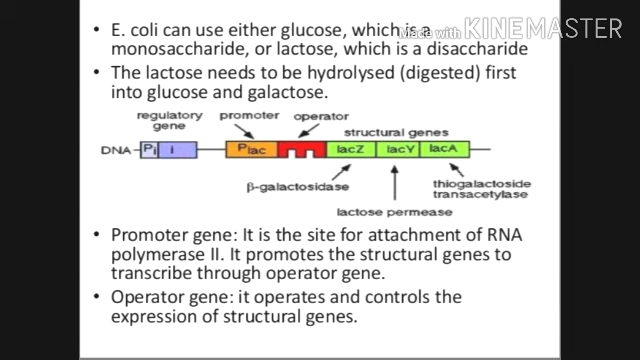 • E. coli can use either glucose, which is a
monosaccharide, or lactose, which is a disaccharide
Made with KINEMASTER
• The lactose needs to be hydrolysed (digested) first
into glucose and galactose.
regulatory gene
promoter
operator
structural genes
DNA
Pi
i
Plac
lacZ
lacY
lacA
β-galactosidase
lactose permease
thiogalactoside
transacetylase
• Promoter gene: It is the site for attachment of RNA
polymerase II. It promotes the structural genes to
transcribe through operator gene.
• Operator gene: it operates and controls the
expression of structural genes.